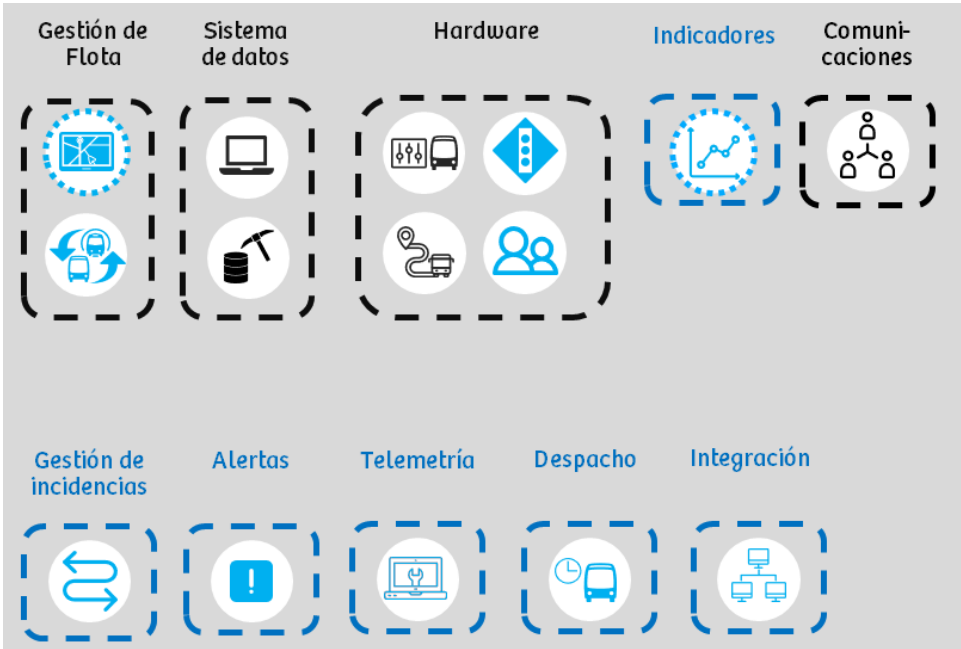 Gestión de
Flota
Sistema
de datos
Hardware
Indicadores
Comuni-
caciones
Gestión de
incidencias
Alertas
Telemetría
Despacho
Integración